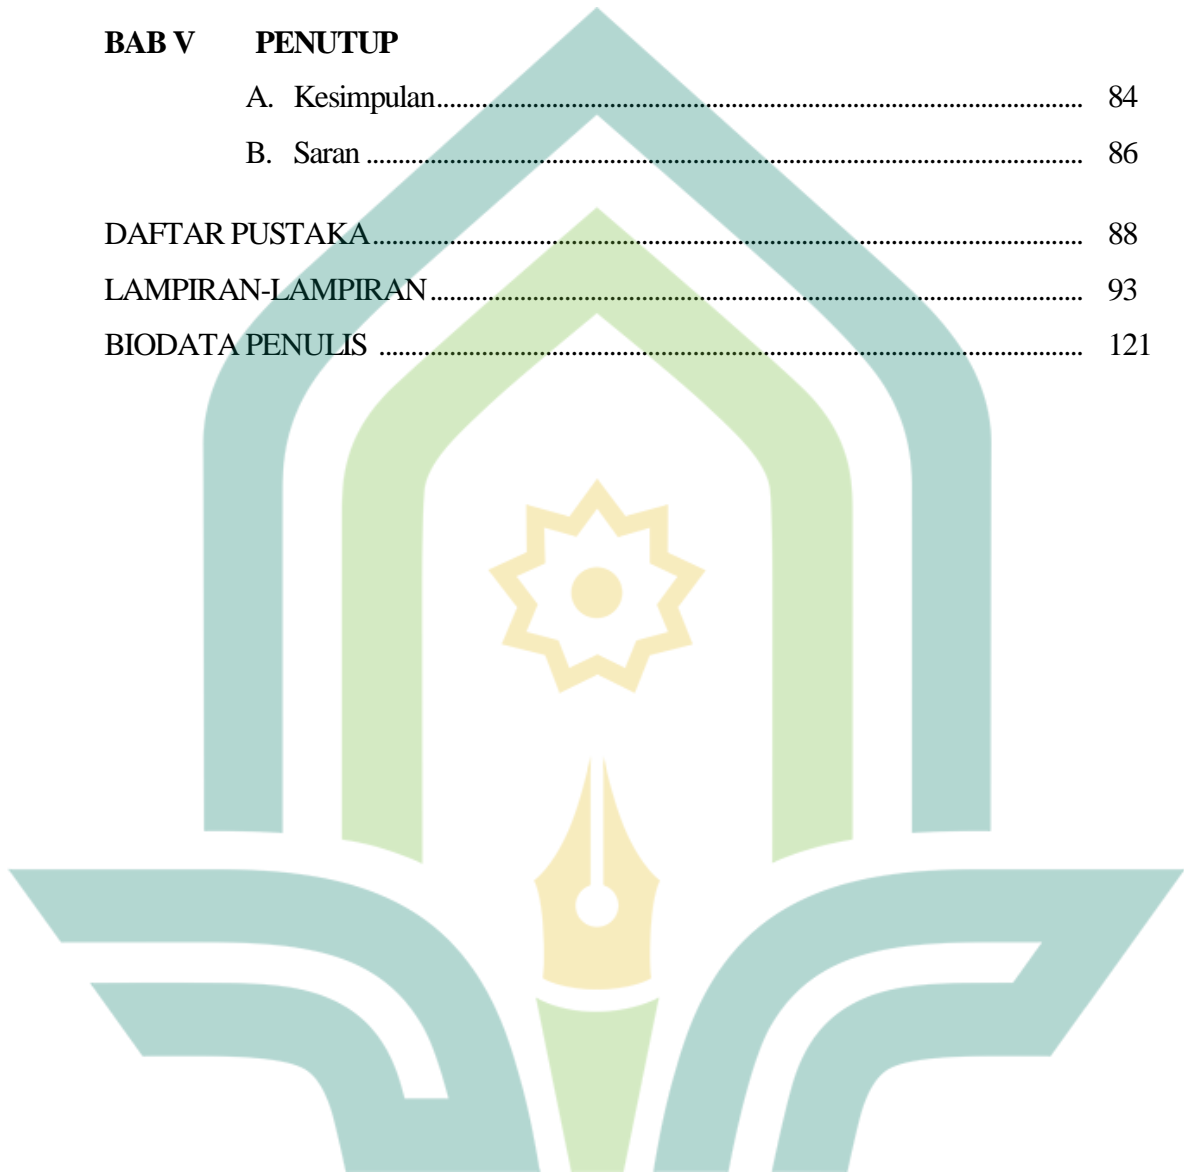 BAB V PENUTUP
A. Kesimpulan........................................................................................................ 84
B. Saran .................................................................................................................... 86
DAFTAR PUSTAKA.................................................................................................................. 88
LAMPIRAN-LAMPIRAN......................................................................................................... 93
BIODATA PENULIS ................................................................................................................. 121